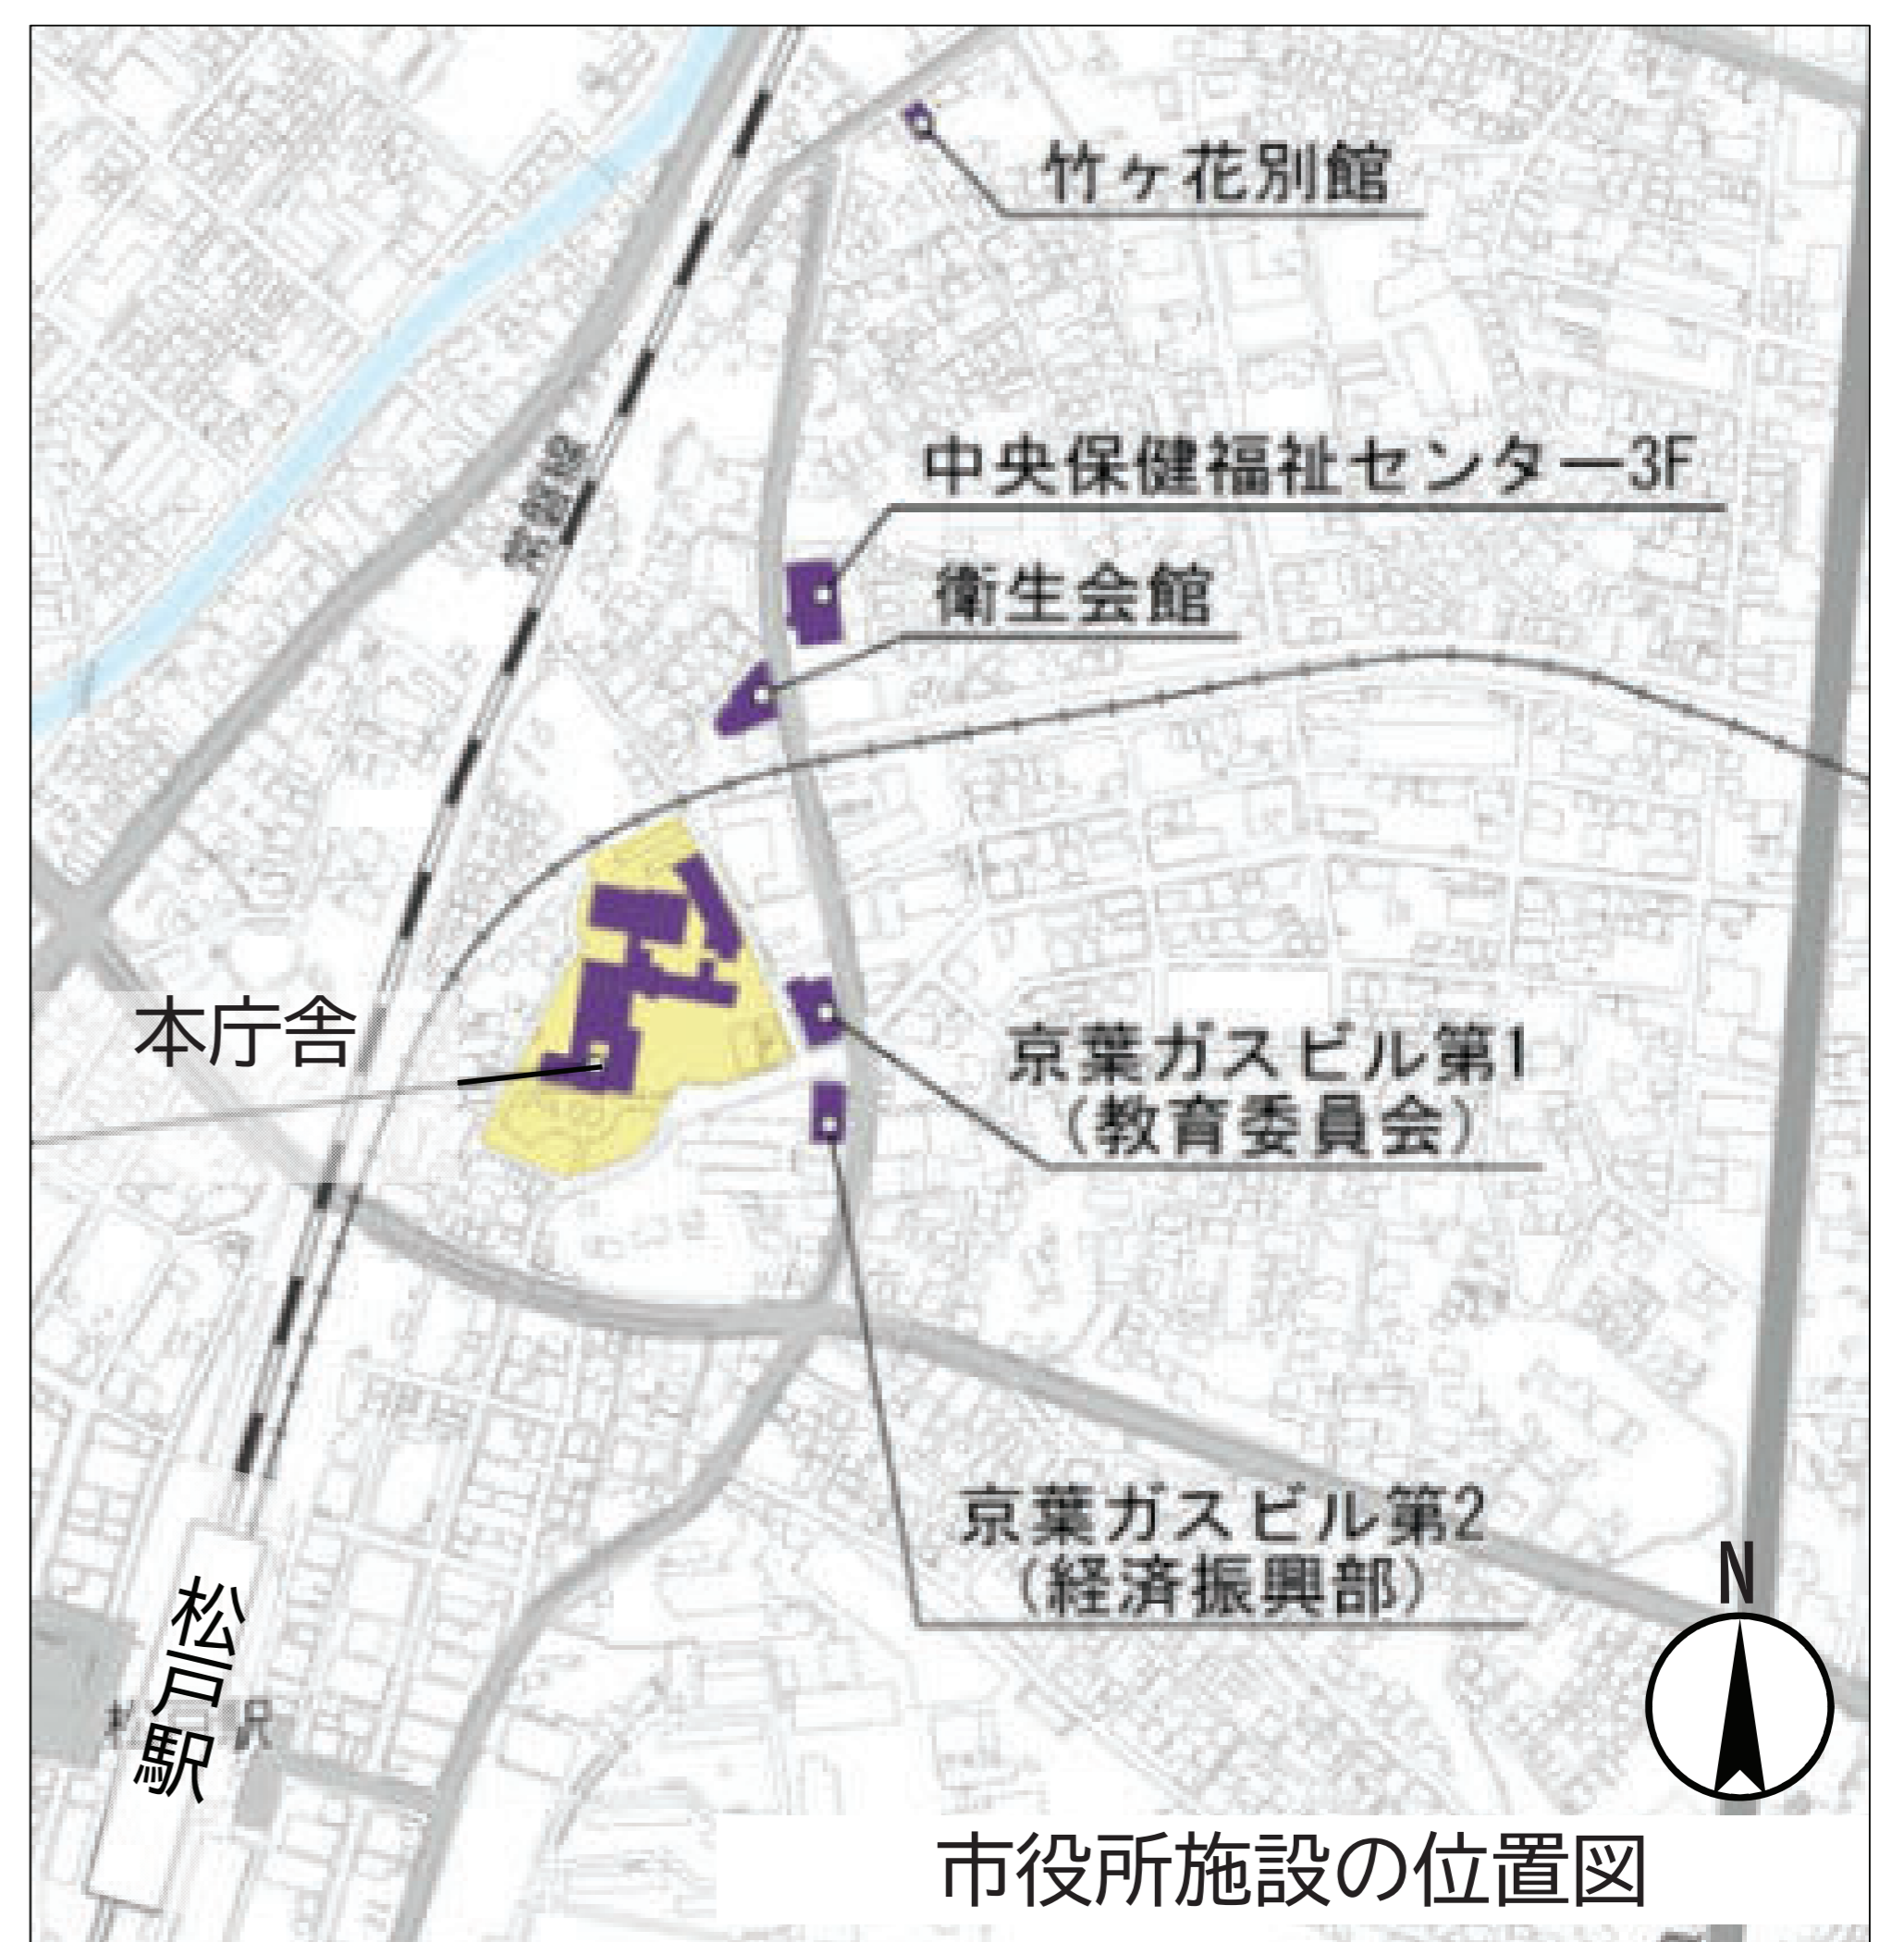 竹ヶ花別館
中央保健福祉センター3F
常磐線
衛生会館
本庁舎
京葉ガスビル第1
（教育委員会）
京葉ガスビル第2
（経済振興部）
N
松戸駅
市役所施設の位置図